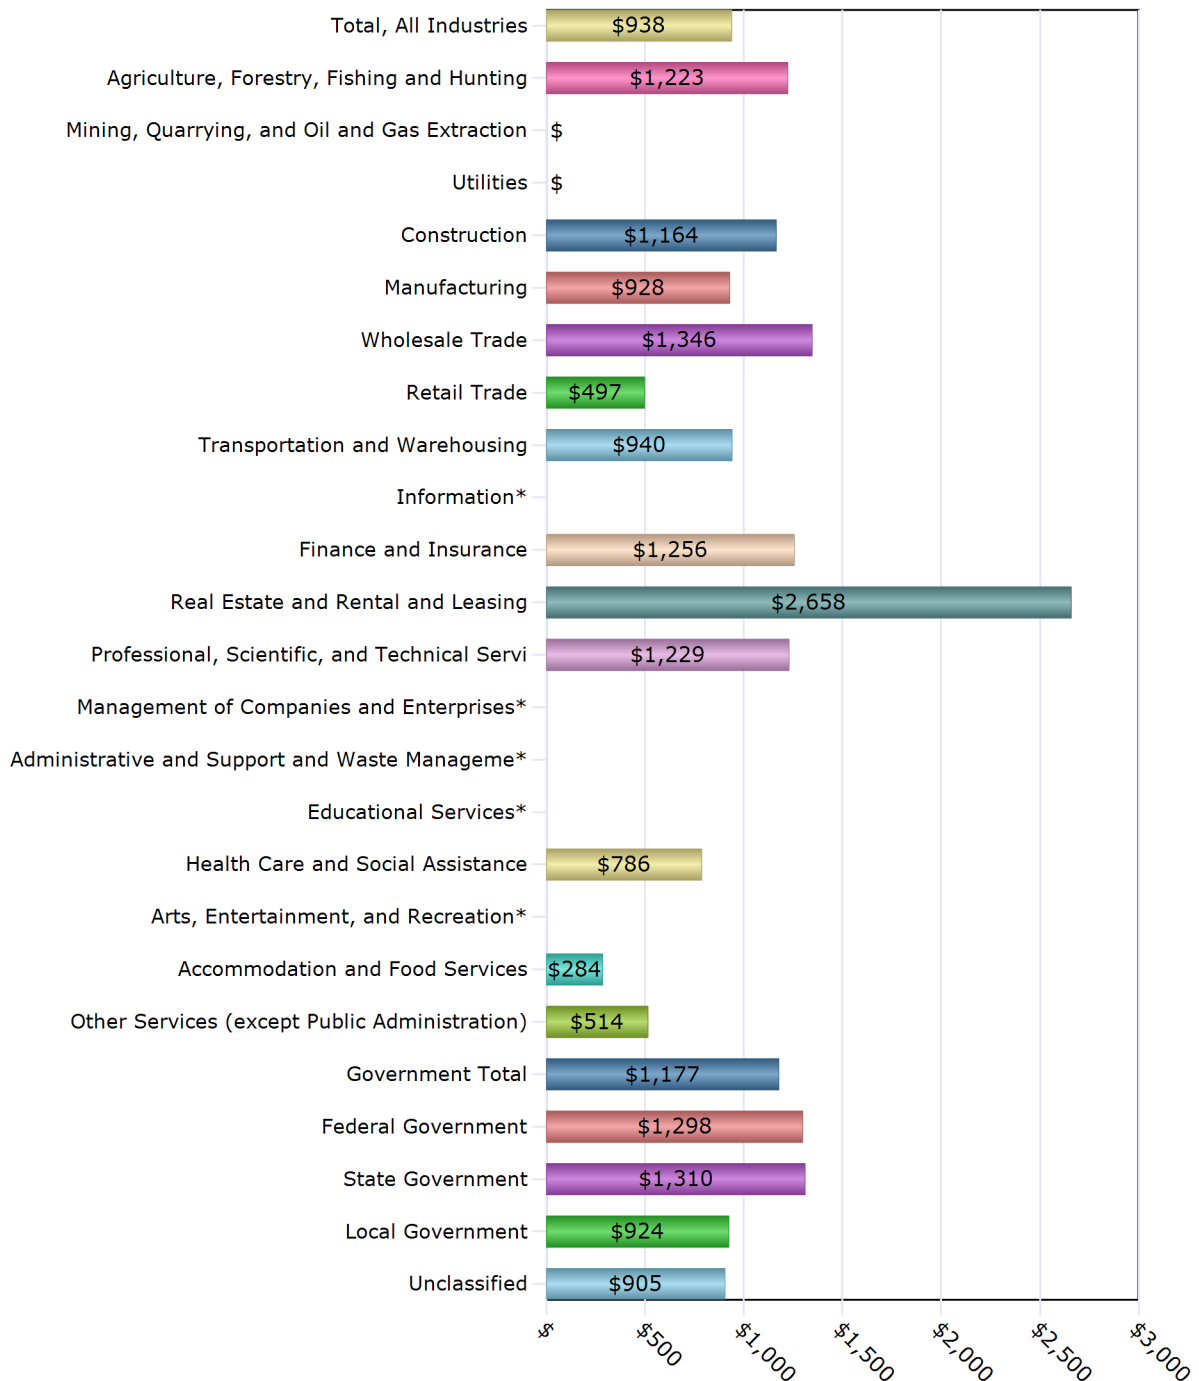 Total, All Industries $938
Agriculture, Forestry, Fishing and Hunting $1,223
Mining, Quarrying, and Oil and Gas Extraction $
Utilities $
Construction $1,164
Manufacturing $928
Wholesale Trade $1,346
Retail Trade $497
Transportation and Warehousing $940
Information*
Finance and Insurance $1,256
Real Estate and Rental and Leasing $2,658
Professional, Scientific, and Technical Servi $1,229
Management of Companies and Enterprises*
Administrative and Support and Waste Manageme*
Educational Services*
Health Care and Social Assistance $786
Arts, Entertainment, and Recreation*
Accommodation and Food Services $284
Other Services (except Public Administration) $514
Government Total $1,177
Federal Government $1,298
State Government $1,310
Local Government $924
Unclassified $905
$ $500 $1,000 $1,500 $2,000 $2,500 $3,000